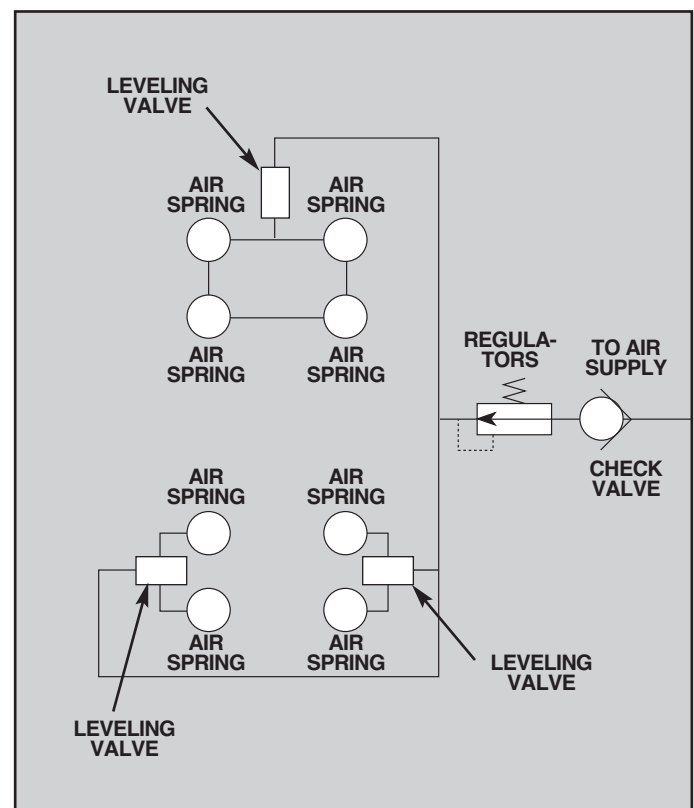 LEVELING
VALVE
AIR
SPRING
AIR
SPRING
AIR
SPRING
AIR
SPRING
REGULA-
TORS
TO AIR
SUPPLY
CHECK
VALVE
AIR
SPRING
AIR
SPRING
AIR
SPRING
AIR
SPRING
LEVELING
VALVE
LEVELING
VALVE